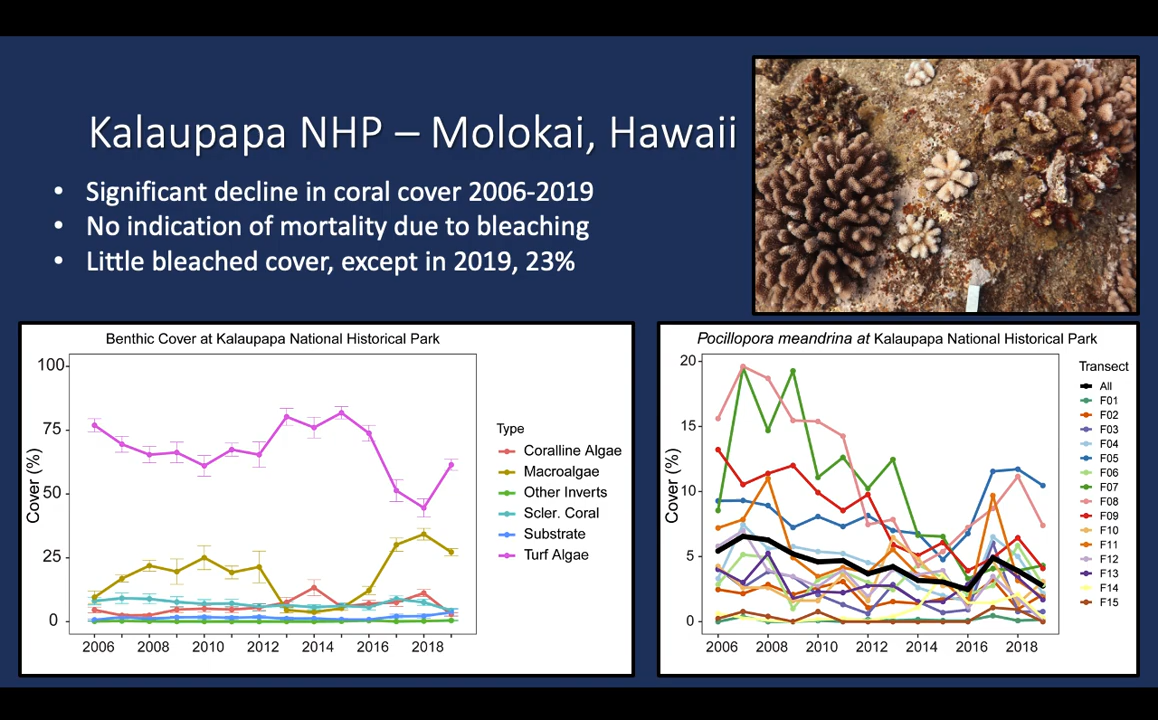 Kalaupapa NHP – Molokai, Hawaii
• Significant decline in coral cover 2006-2019
• No indication of mortality due to bleaching
• Little bleached cover, except in 2019, 23%
Benthic Cover at Kalaupapa National Historical Park
Cover (%)
100
75
50
25
0
2006 2008 2010 2012 2014 2016 2018
Type
Coralline Algae
Macroalgae
Other Inverts
Scler. Coral
Substrate
Turf Algae
Pocillopora meandrina at Kalaupapa National Historical Park
Cover (%)
20
15
10
5
0
2006 2008 2010 2012 2014 2016 2018
Transect
All
F01
F02
F03
F04
F05
F06
F07
F08
F09
F10
F11
F12
F13
F14
F15